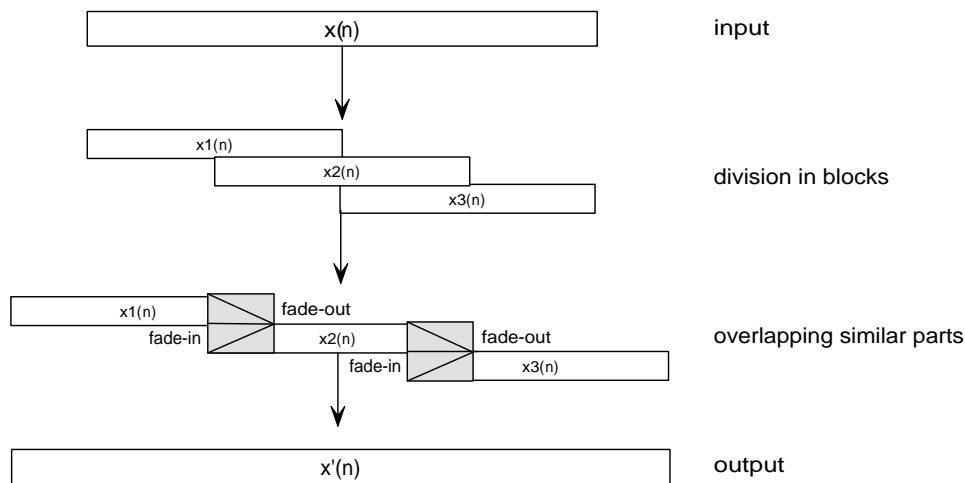 x(n) input
x1(n)
x2(n)
division in blocks
x3(n)
x1(n) fade-out
fade-in x2(n) fade-out overlapping similar parts
fade-in x3(n)
x'(n) output